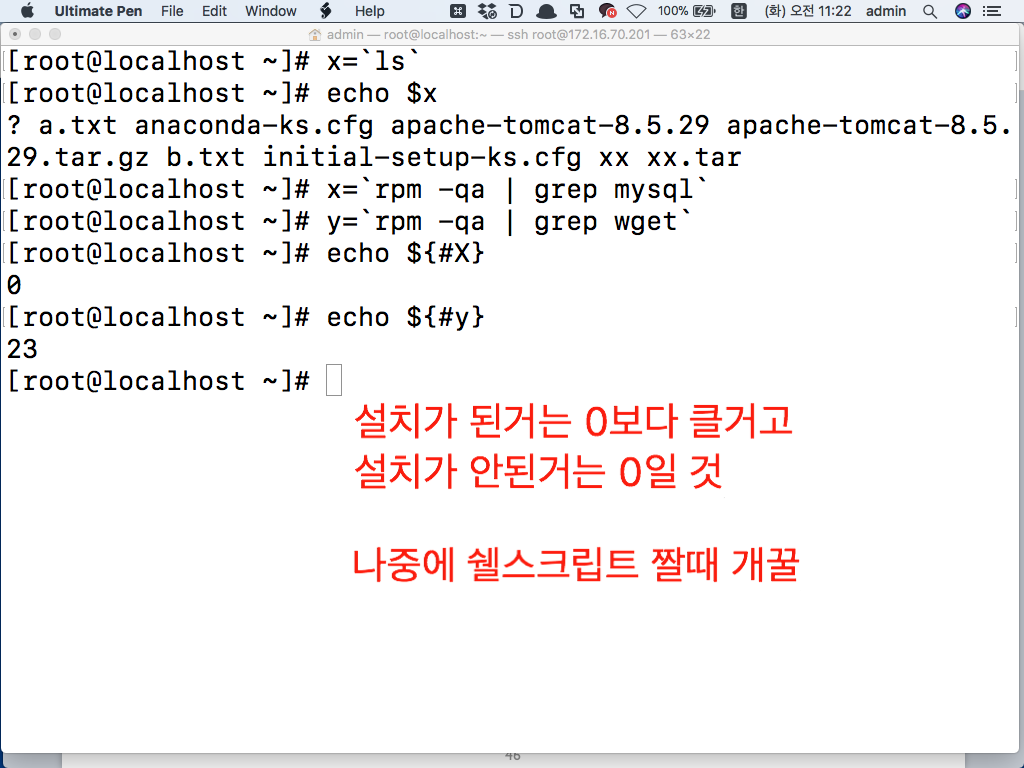 Ultimate Pen File Edit Window Help 100% 한 (화) 오전 11:22 admin
admin — root@localhost:~ — ssh root@172.16.70.201 — 63×22
[root@localhost ~]# x=`ls`
[root@localhost ~]# echo $x
? a.txt anaconda-ks.cfg apache-tomcat-8.5.29 apache-tomcat-8.5.
29.tar.gz b.txt initial-setup-ks.cfg xx xx.tar
[root@localhost ~]# x=`rpm -qa | grep mysql`
[root@localhost ~]# y=`rpm -qa | grep wget`
[root@localhost ~]# echo ${#X}
0
[root@localhost ~]# echo ${#y}
23
[root@localhost ~]#
설치가 된거는 0보다 클거고
설치가 안된거는 0일 것
나중에 쉘스크립트 짤때 개꿀
46